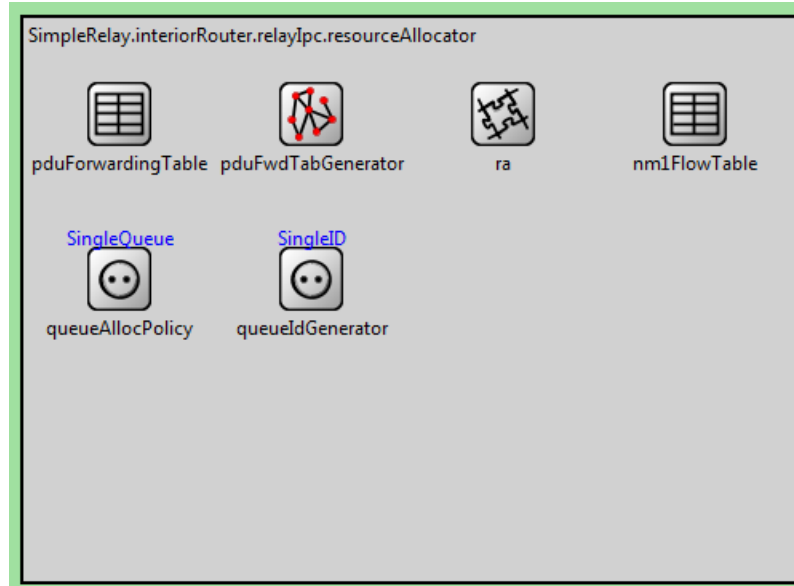 SimpleRelay.interiorRouter.relayIpc.resourceAllocator
pduForwardingTable pduFwdTabGenerator ra nm1FlowTable
SingleQueue SingleID
queueAllocPolicy queueIdGenerator